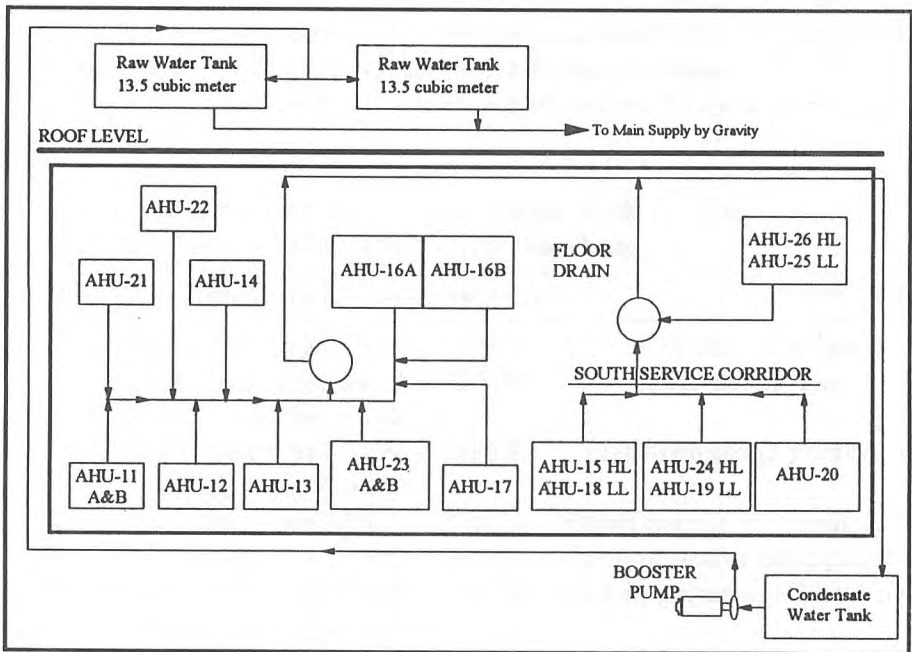 Raw Water Tank
13.5 cubic meter
Raw Water Tank
13.5 cubic meter
To Main Supply by Gravity
ROOF LEVEL
AHU-22
AHU-21
AHU-14
AHU-16A
AHU-16B
FLOOR
DRAIN
AHU-26 HL
AHU-25 LL
SOUTH SERVICE CORRIDOR
AHU-11
A&B
AHU-12
AHU-13
AHU-23
A&B
AHU-17
AHU-15 HL
AHU-18 LL
AHU-24 HL
AHU-19 LL
AHU-20
BOOSTER
PUMP
Condensate
Water Tank